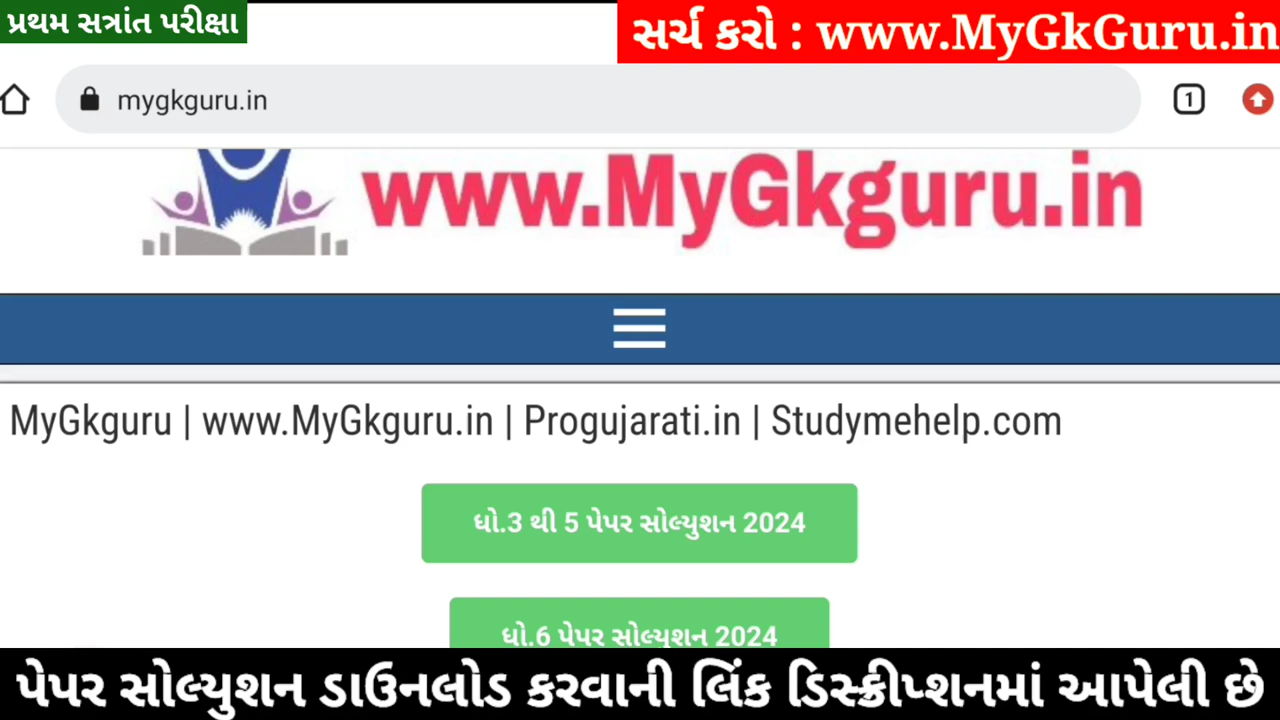 પ્રથમ સત્રાંત પરીક્ષા
સર્ચ કરો : www.MyGkGuru.in
mygkguru.in
1
www.MyGkguru.in
MyGkguru | www.MyGkguru.in | Progujarati.in | Studymehelp.com
ધો.3 થી 5 પેપર સોલ્યુશન 2024
ધો.6 પેપર સોલ્યુશન 2024
પેપર સોલ્યુશન ડાઉનલોડ કરવાની લિંક ડિસ્ક્રીપ્શનમાં આપેલી છે